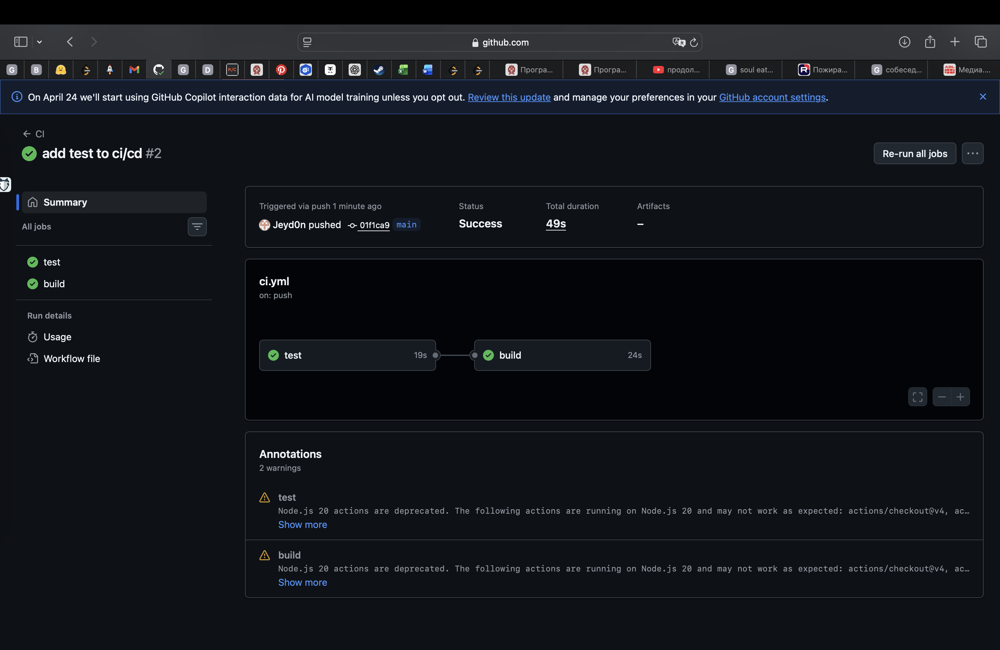 github.com
G
B
G
D
K/C
Програ...
Програ...
продол...
G soul eat...
R Пожира...
G собесед...
ABL Медиа....
On April 24 we'll start using GitHub Copilot interaction data for AI model training unless you opt out. Review this update and manage your preferences in your GitHub account settings.
CI
add test to ci/cd #2
Re-run all jobs
Summary
All jobs
test
build
Run details
Usage
Workflow file
Triggered via push 1 minute ago
Jeyd0n pushed 01f1ca9 main
Status
Success
Total duration
49s
Artifacts
–
ci.yml
on: push
test 19s
build 24s
Annotations
2 warnings
test
Node.js 20 actions are deprecated. The following actions are running on Node.js 20 and may not work as expected: actions/checkout@v4, ac…
Show more
build
Node.js 20 actions are deprecated. The following actions are running on Node.js 20 and may not work as expected: actions/checkout@v4, ac…
Show more